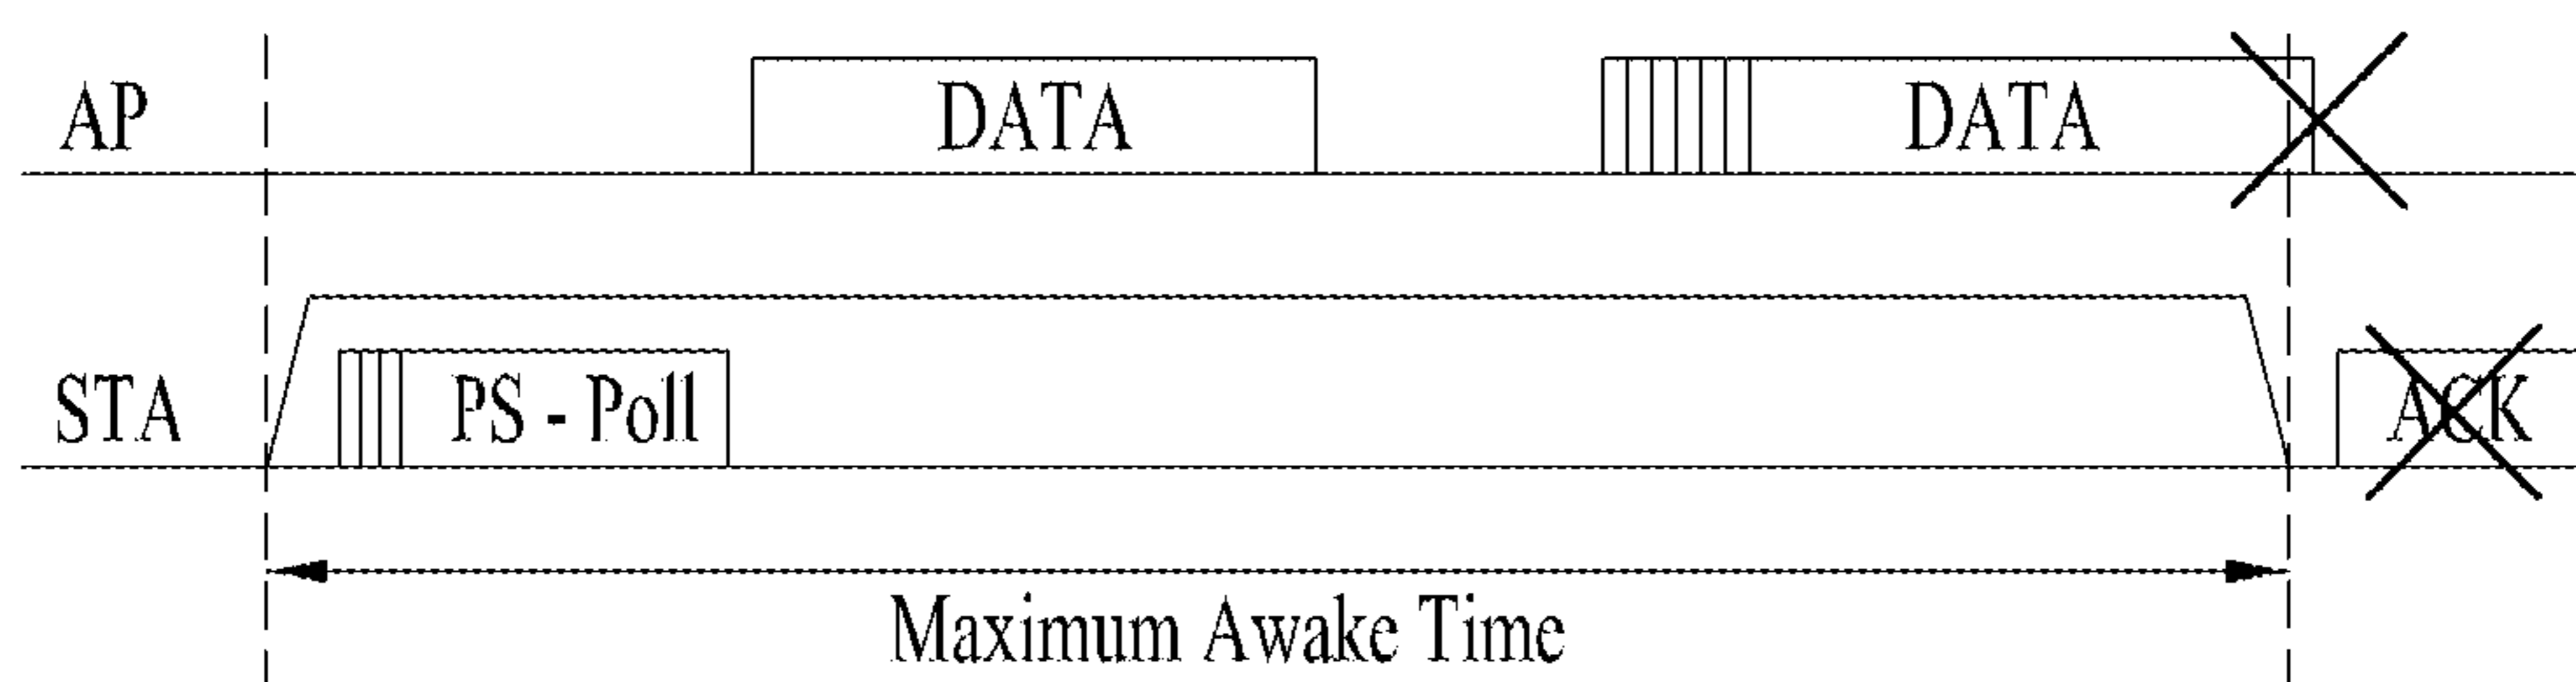 AP
DATA
DATA
STA
PS - Poll
ACK
Maximum Awake Time